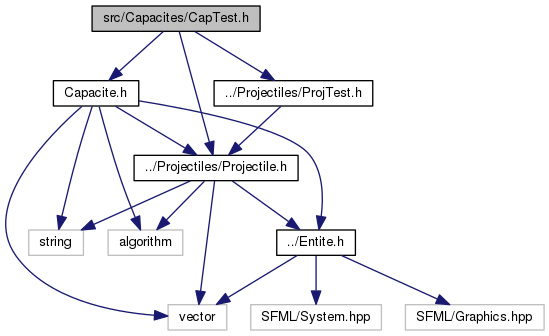 src/Capacites/CapTest.h
Capacite.h
../Projectiles/ProjTest.h
../Projectiles/Projectile.h
string
algorithm
../Entite.h
vector
SFML/System.hpp
SFML/Graphics.hpp